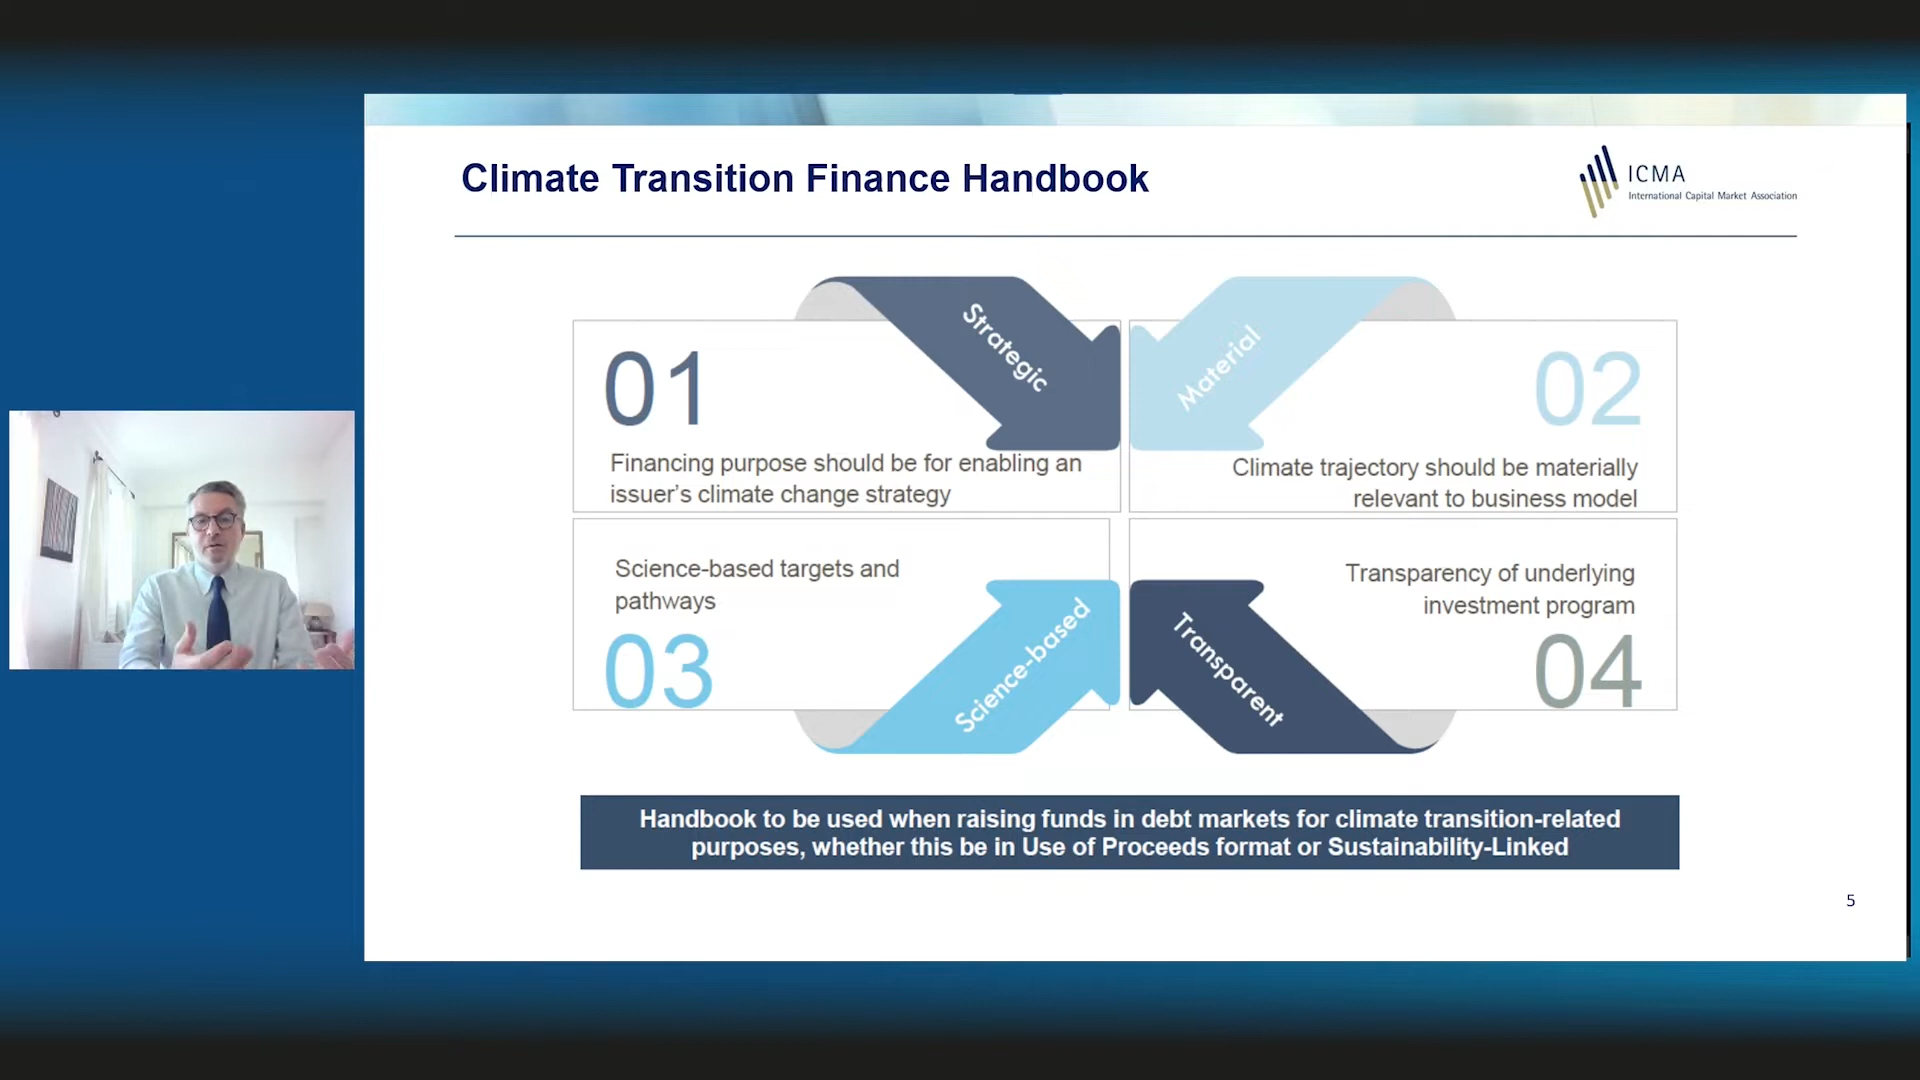 Climate Transition Finance Handbook
ICMA
International Capital Market Association
Strategic
01
Financing purpose should be for enabling an
issuer’s climate change strategy
Material
02
Climate trajectory should be materially
relevant to business model
Science-based targets and
pathways
03
Science-based
Transparency of underlying
investment program
04
Transparent
Handbook to be used when raising funds in debt markets for climate transition-related
purposes, whether this be in Use of Proceeds format or Sustainability-Linked
5